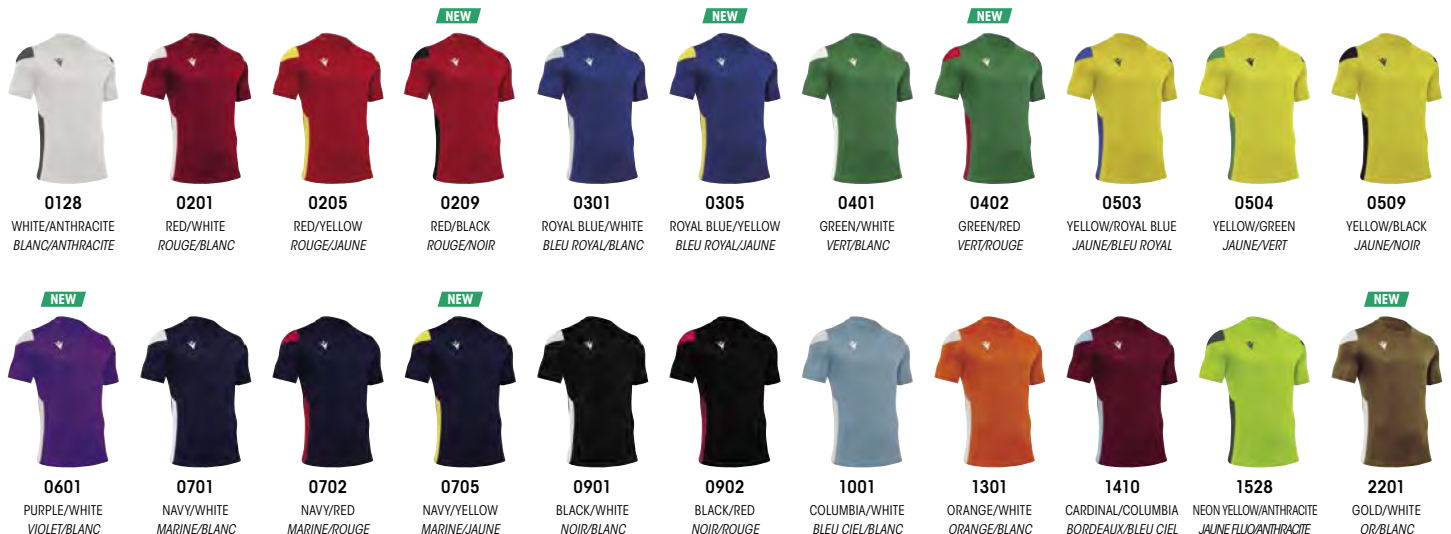 NEW NEW NEW
0128 0201 0205 0209 0301 0305 0401 0402 0503 0504 0509
WHITE/ANTHRACITE RED/WHITE RED/YELLOW RED/BLACK ROYAL BLUE/WHITE ROYAL BLUE/YELLOW GREEN/WHITE GREEN/RED YELLOW/ROYAL BLUE YELLOW/GREEN YELLOW/BLACK
BLANC/ANTHRACITE ROUGE/BLANC ROUGE/JAUNE ROUGE/NOIR BLEU ROYAL/BLANC BLEU ROYAL/JAUNE VERT/BLANC VERT/ROUGE JAUNE/BLEU ROYAL JAUNE/VERT JAUNE/NOIR
NEW NEW NEW
0601 0701 0702 0705 0901 0902 1001 1301 1410 1528 2201
PURPLE/WHITE NAVY/WHITE NAVY/RED NAVY/YELLOW BLACK/WHITE BLACK/RED COLUMBIA/WHITE ORANGE/WHITE CARDINAL/COLUMBIA NEON YELLOW/ANTHRACITE GOLD/WHITE
VIOLET/BLANC MARINE/BLANC MARINE/ROUGE MARINE/JAUNE NOIR/BLANC NOIR/ROUGE BLEU CIEL/BLANC ORANGE/BLANC BORDEAUX/BLEU CIEL JAUNE FLUO/ANTHRACITE OR/BLANC